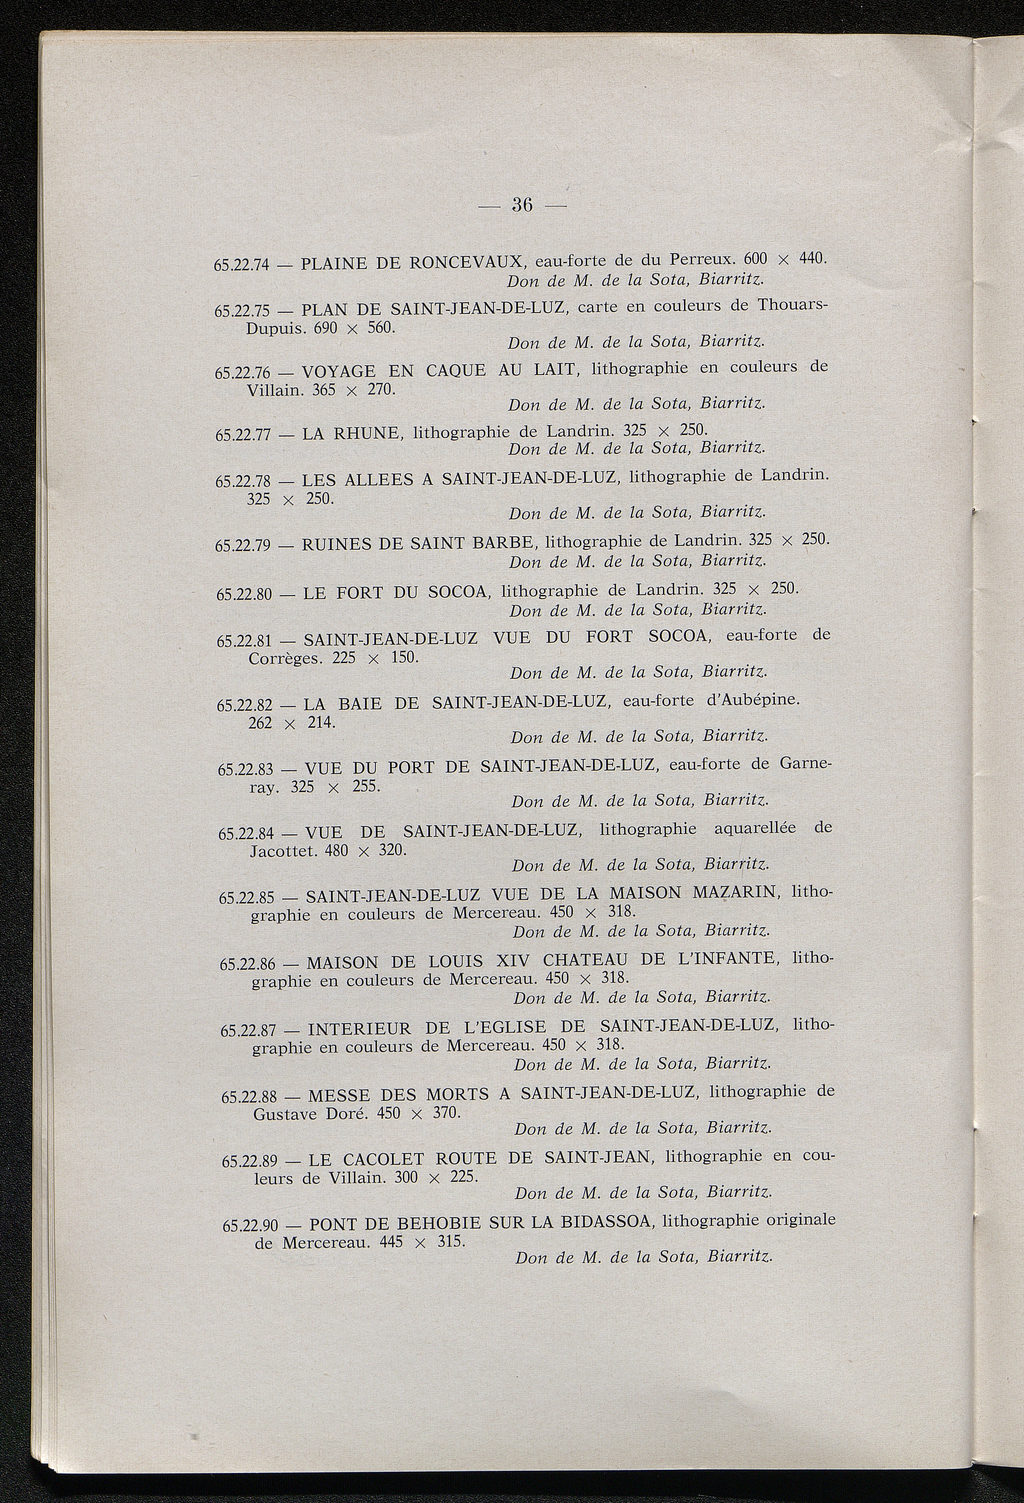 — 36 —
65.22.74 — PLAINE DE RONCEVAUX, eau-forte de du Perreux. 600 × 440.
Don de M. de la Sota, Biarritz.
65.22.75 — PLAN DE SAINT-JEAN-DE-LUZ, carte en couleurs de Thouars-
Dupuis. 690 × 560.
Don de M. de la Sota, Biarritz.
65.22.76 — VOYAGE EN CAQUE AU LAIT, lithographie en couleurs de
Villain. 365 × 270.
Don de M. de la Sota, Biarritz.
65.22.77 — LA RHUNE, lithographie de Landrin. 325 × 250.
Don de M. de la Sota, Biarritz.
65.22.78 — LES ALLEES A SAINT-JEAN-DE-LUZ, lithographie de Landrin.
325 × 250.
Don de M. de la Sota, Biarritz.
65.22.79 — RUINES DE SAINT BARBE, lithographie de Landrin. 325 × 250.
Don de M. de la Sota, Biarritz.
65.22.80 — LE FORT DU SOCOA, lithographie de Landrin. 325 × 250.
Don de M. de la Sota, Biarritz.
65.22.81 — SAINT-JEAN-DE-LUZ VUE DU FORT SOCOA, eau-forte de
Corrèges. 225 × 150.
Don de M. de la Sota, Biarritz.
65.22.82 — LA BAIE DE SAINT-JEAN-DE-LUZ, eau-forte d'Aubépine.
262 × 214.
Don de M. de la Sota, Biarritz.
65.22.83 — VUE DU PORT DE SAINT-JEAN-DE-LUZ, eau-forte de Garne-
ray. 325 × 255.
Don de M. de la Sota, Biarritz.
65.22.84 — VUE DE SAINT-JEAN-DE-LUZ, lithographie aquarellée de
Jacottet. 480 × 320.
Don de M. de la Sota, Biarritz.
65.22.85 — SAINT-JEAN-DE-LUZ VUE DE LA MAISON MAZARIN, litho-
graphie en couleurs de Mercereau. 450 × 318.
Don de M. de la Sota, Biarritz.
65.22.86 — MAISON DE LOUIS XIV CHATEAU DE L'INFANTE, litho-
graphie en couleurs de Mercereau. 450 × 318.
Don de M. de la Sota, Biarritz.
65.22.87 — INTERIEUR DE L'EGLISE DE SAINT-JEAN-DE-LUZ, litho-
graphie en couleurs de Mercereau. 450 × 318.
Don de M. de la Sota, Biarritz.
65.22.88 — MESSE DES MORTS A SAINT-JEAN-DE-LUZ, lithographie de
Gustave Doré. 450 × 370.
Don de M. de la Sota, Biarritz.
65.22.89 — LE CACOLET ROUTE DE SAINT-JEAN, lithographie en cou-
leurs de Villain. 300 × 225.
Don de M. de la Sota, Biarritz.
65.22.90 — PONT DE BEHOBIE SUR LA BIDASSOA, lithographie originale
de Mercereau. 445 × 315.
Don de M. de la Sota, Biarritz.